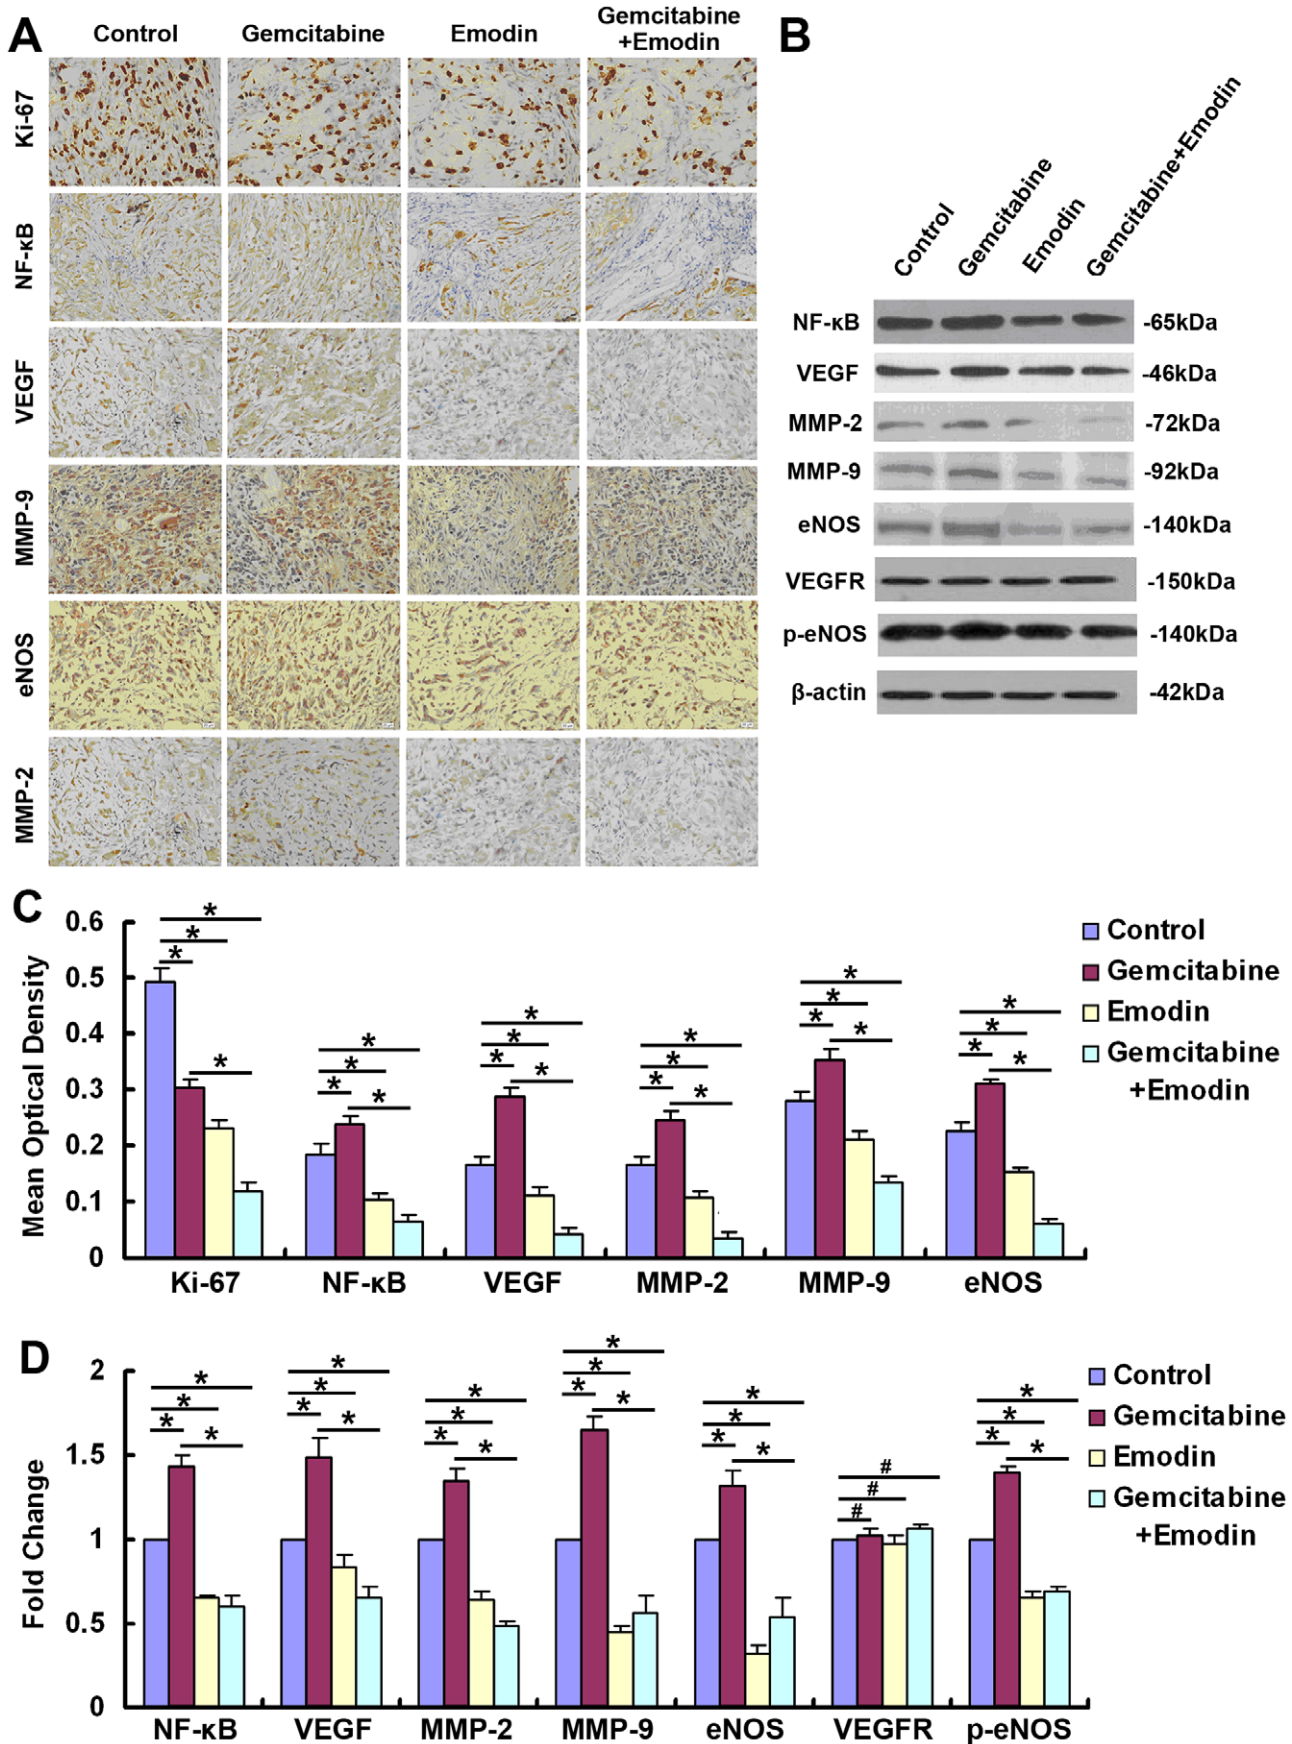 A
Control
Gemcitabine
Emodin
Gemcitabine
+Emodin
Ki-67
NF-κB
VEGF
MMP-9
eNOS
MMP-2
B
Control
Gemcitabine
Emodin
Gemcitabine+Emodin
NF-κB
-65kDa
VEGF
-46kDa
MMP-2
-72kDa
MMP-9
-92kDa
eNOS
-140kDa
VEGFR
-150kDa
p-eNOS
-140kDa
β-actin
-42kDa
C
Mean Optical Density
0.6
0.5
0.4
0.3
0.2
0.1
0
* * * *
* * * *
* * * *
* * * *
* * * *
* * * *
Ki-67
NF-κB
VEGF
MMP-2
MMP-9
eNOS
Control
Gemcitabine
Emodin
Gemcitabine
+Emodin
D
Fold Change
2
1.5
1
0.5
0
* * * *
* * * *
* * * *
* * * *
* * * *
# # #
* * * *
NF-κB
VEGF
MMP-2
MMP-9
eNOS
VEGFR
p-eNOS
Control
Gemcitabine
Emodin
Gemcitabine
+Emodin